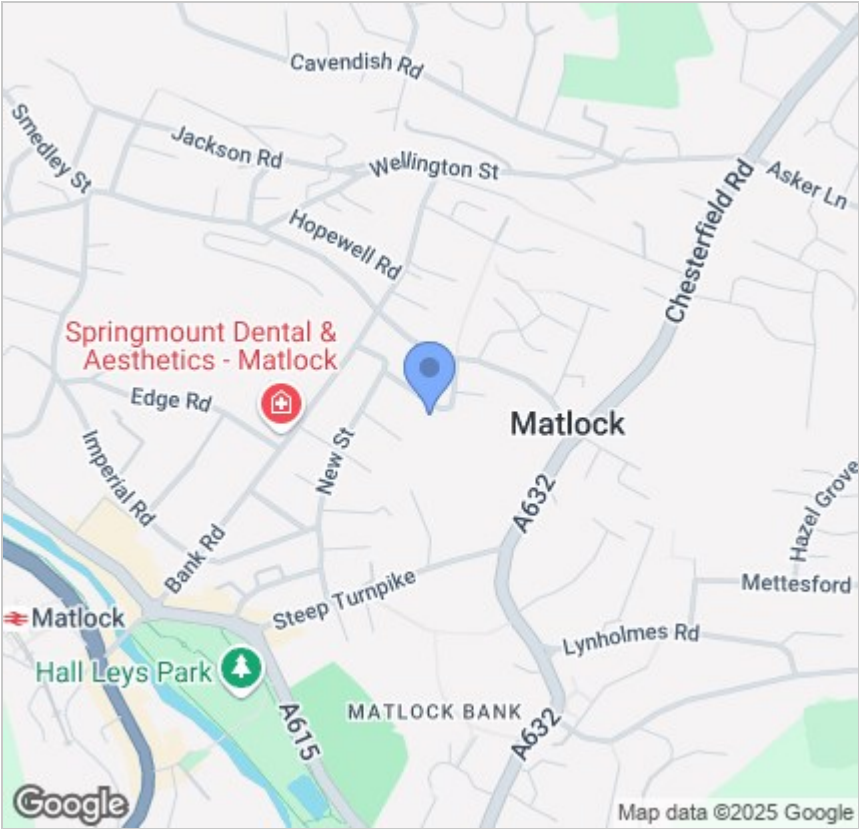 Cavendish Rd
Smedley St
Jackson Rd
Wellington St
Asker Ln
Hopewell Rd
Chesterfield Rd
Springmount Dental &
Aesthetics - Matlock
Edge Rd
Matlock
New St
Imperial Rd
A632
Hazel Grove
Bank Rd
Mettesford
Steep Turnpike
Matlock
Lynholmes Rd
Hall Leys Park
MATLOCK BANK
A615
A632
Google
Map data ©2025 Google